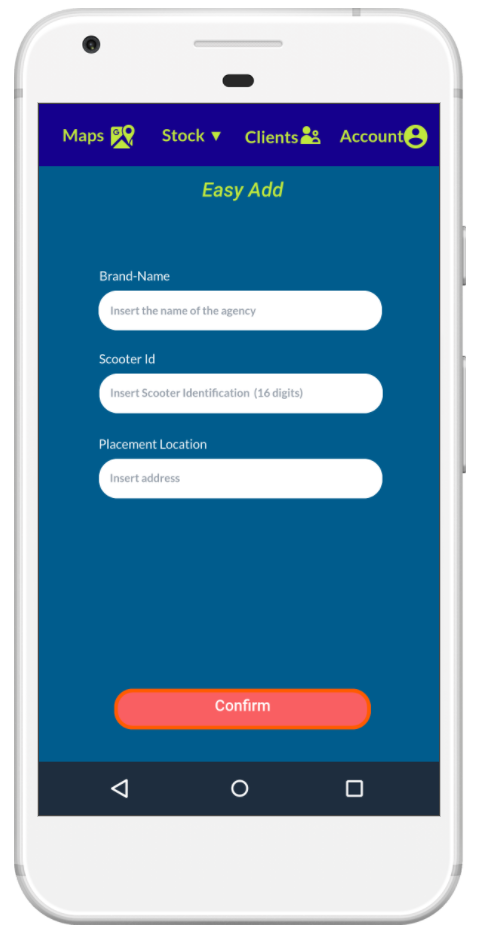 Maps Stock ▼ Clients Account
Easy Add
Brand-Name
Insert the name of the agency
Scooter Id
Insert Scooter Identification (16 digits)
Placement Location
Insert address
Confirm